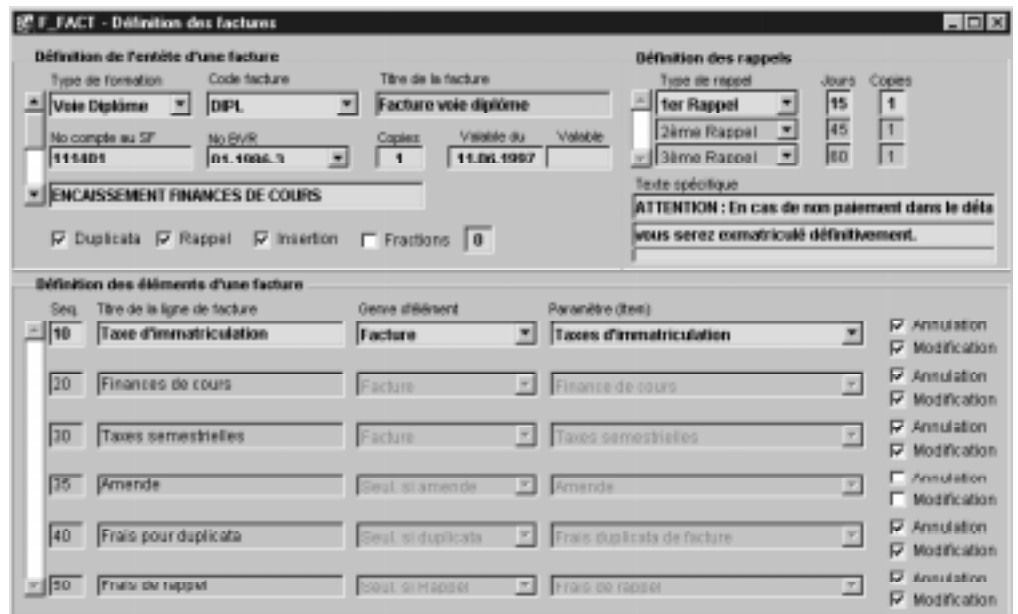 F_FACT - Définition des factures
Définition de l'entête d'une facture
Type de formation Code facture Titre de la facture
Voie Diplôme DIPL Facture voie diplôme
No compte au SF No BVR Copies Valable du Valable
111401 01.1986.3 1 11.06.1997
ENCAISSEMENT FINANCES DE COURS
Duplicata Rappel Insertion Fractions 0
Définition des rappels
Type de rappel Jours Copies
1er Rappel 15 1
2ème Rappel 45 1
3ème Rappel 60 1
Texte spécifique
ATTENTION : En cas de non paiement dans le déla
vous serez exmatriculé définitivement.
Définition des éléments d'une facture
Seq. Titre de la ligne de facture Genre d'élément Paramètre (Item)
10 Taxe d'immatriculation Facture Taxes d'immatriculation Annulation
Modification
20 Finances de cours Facture Finance de cours Annulation
Modification
30 Taxes semestrielles Facture Taxes semestrielles Annulation
Modification
35 Amende Seul. si amende Amende Annulation
Modification
40 Frais pour duplicata Seul. si duplicata Frais duplicata de facture Annulation
Modification
50 Frais de rappel Seul. si Rappel Frais de rappel Annulation
Modification